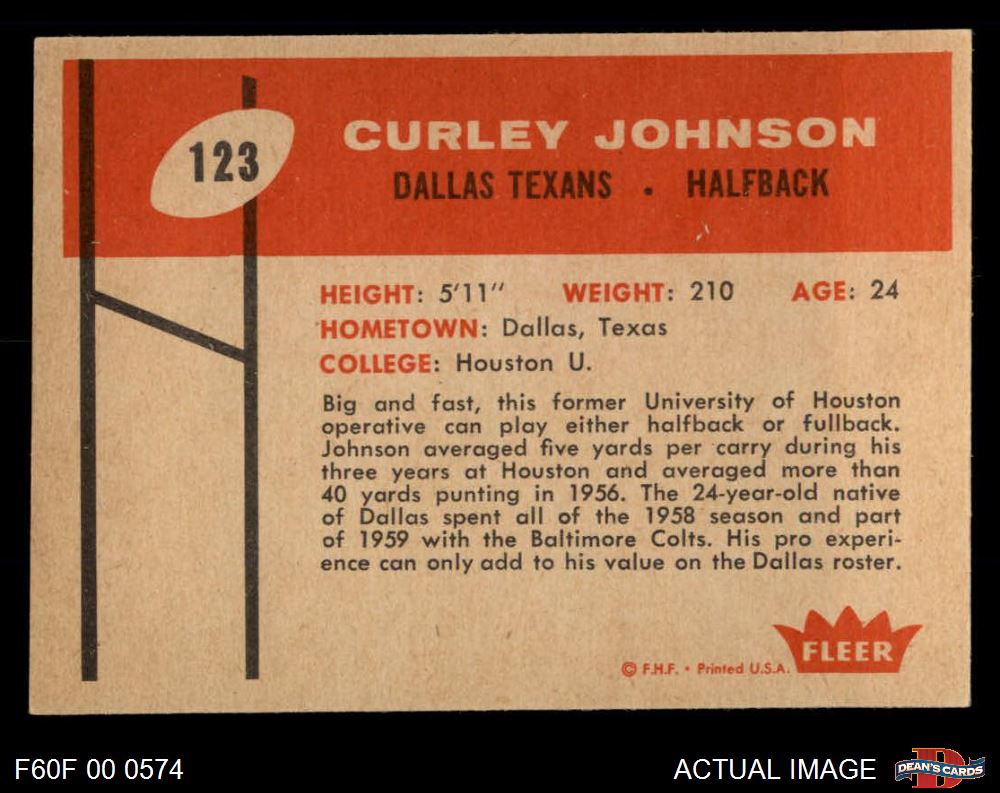 123
CURLEY JOHNSON
DALLAS TEXANS . HALFBACK
HEIGHT: 5'11" WEIGHT: 210 AGE: 24
HOMETOWN: Dallas, Texas
COLLEGE: Houston U.
Big and fast, this former University of Houston
operative can play either halfback or fullback.
Johnson averaged five yards per carry during his
three years at Houston and averaged more than
40 yards punting in 1956. The 24-year-old native
of Dallas spent all of the 1958 season and part
of 1959 with the Baltimore Colts. His pro experi-
ence can only add to his value on the Dallas roster.
FLEER
© F.H.F. • Printed U.S.A.
F60F 00 0574
ACTUAL IMAGE
D
DEAN'S CARDS